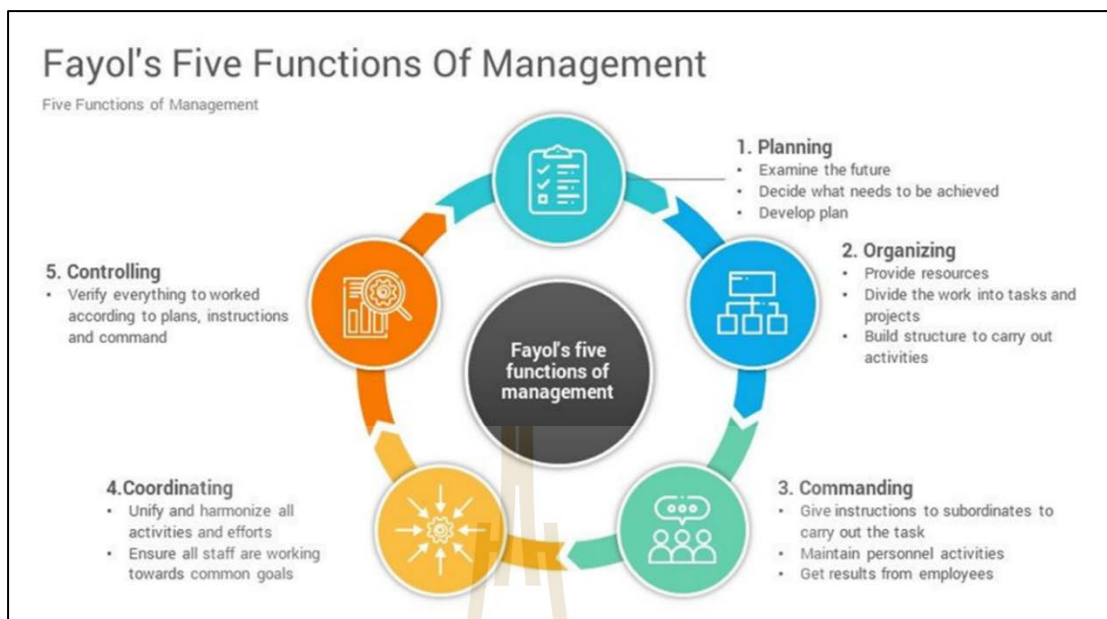 Fayol's Five Functions Of Management
Five Functions of Management
1. Planning
• Examine the future
• Decide what needs to be achieved
• Develop plan
2. Organizing
• Provide resources
• Divide the work into tasks and
projects
• Build structure to carry out
activities
3. Commanding
• Give instructions to subordinates to
carry out the task
• Maintain personnel activities
• Get results from employees
4.Coordinating
• Unify and harmonize all
activities and efforts
• Ensure all staff are working
towards common goals
5. Controlling
• Verify everything to worked
according to plans, instructions
and command
Fayol's five
functions of
management